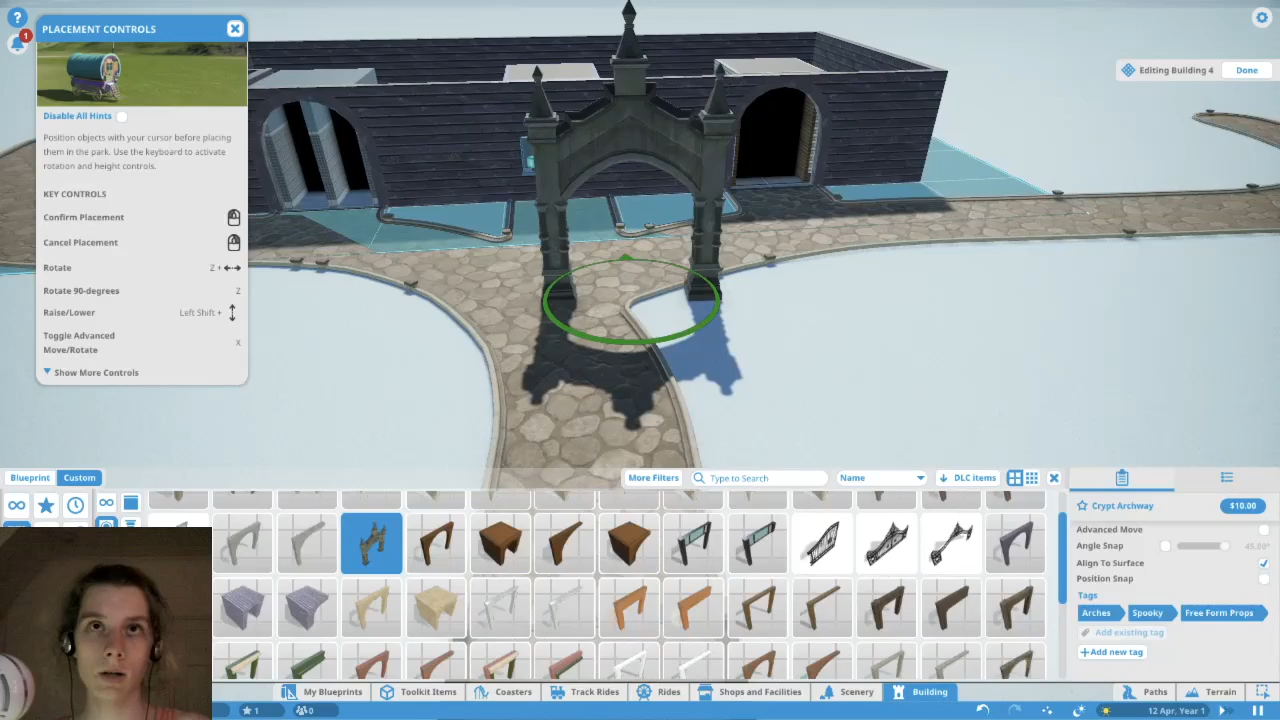 ?
PLACEMENT CONTROLS
1
Disable All Hints
Position objects with your cursor before placing
them in the park. Use the keyboard to activate
rotation and height controls.
KEY CONTROLS
Confirm Placement
Cancel Placement
Rotate Z +
Rotate 90-degrees Z
Raise/Lower Left Shift +
Toggle Advanced
Move/Rotate X
Show More Controls
Editing Building 4 Done
Blueprint Custom More Filters Type to Search Name DLC items
Crypt Archway $10.00
Advanced Move
Angle Snap 45.00°
Align To Surface
Position Snap
Tags
Arches Spooky Free Form Props
Add existing tag
+Add new tag
My Blueprints Toolkit Items Coasters Track Rides Rides Shops and Facilities Scenery Building Paths Terrain
1 0 12 Apr, Year 1